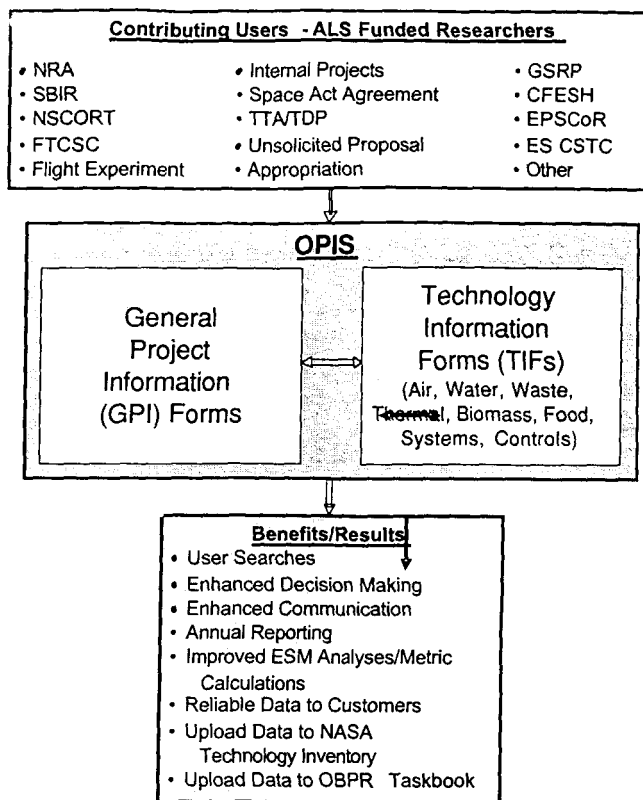 Contributing Users - ALS Funded Researchers
• NRA
• SBIR
• NSCORT
• FTCSC
• Flight Experiment
• Internal Projects
• Space Act Agreement
• TTA/TDP
• Unsolicited Proposal
• Appropriation
• GSRP
• CFESH
• EPSCoR
• ES CSTC
• Other
OPIS
General
Project
Information
(GPI) Forms
Technology
Information
Forms (TIFs)
(Air, Water, Waste,
Thermal, Biomass, Food,
Systems, Controls)
Benefits/Results
• User Searches
• Enhanced Decision Making
• Enhanced Communication
• Annual Reporting
• Improved ESM Analyses/Metric
Calculations
• Reliable Data to Customers
• Upload Data to NASA
Technology Inventory
• Upload Data to OBPR Taskbook